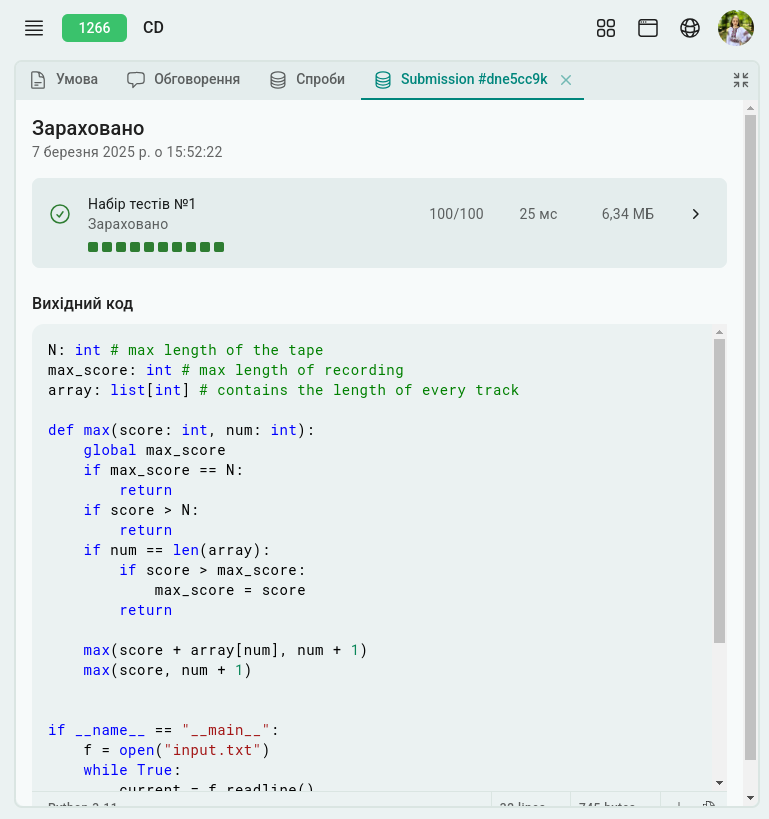 1266 CD
Умова Обговорення Спроби Submission #dne5cc9k
Зараховано
7 березня 2025 р. о 15:52:22
Набір тестів №1
Зараховано
100/100 25 мс 6,34 МБ
Вихідний код
N: int # max length of the tape
max_score: int # max length of recording
array: list[int] # contains the length of every track
def max(score: int, num: int):
    global max_score
    if max_score == N:
        return
    if score > N:
        return
    if num == len(array):
        if score > max_score:
            max_score = score
        return
    max(score + array[num], num + 1)
    max(score, num + 1)
if __name__ == "__main__":
    f = open("input.txt")
    while True:
        current = f.readline()